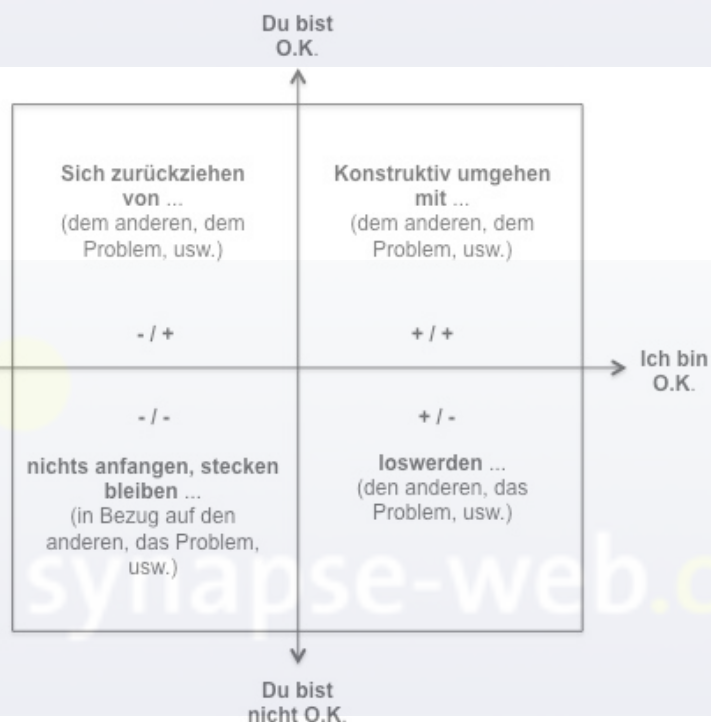 Du bist
O.K.
Sich zurückziehen
von ...
(dem anderen, dem
Problem, usw.)
- / +
Konstruktiv umgehen
mit ...
(dem anderen, dem
Problem, usw.)
+ / +
Ich bin
O.K.
- / -
nichts anfangen, stecken
bleiben ...
(in Bezug auf den
anderen, das Problem,
usw.)
+ / -
loswerden ...
(den anderen, das
Problem, usw.)
synapse-web.c
Du bist
nicht O.K.